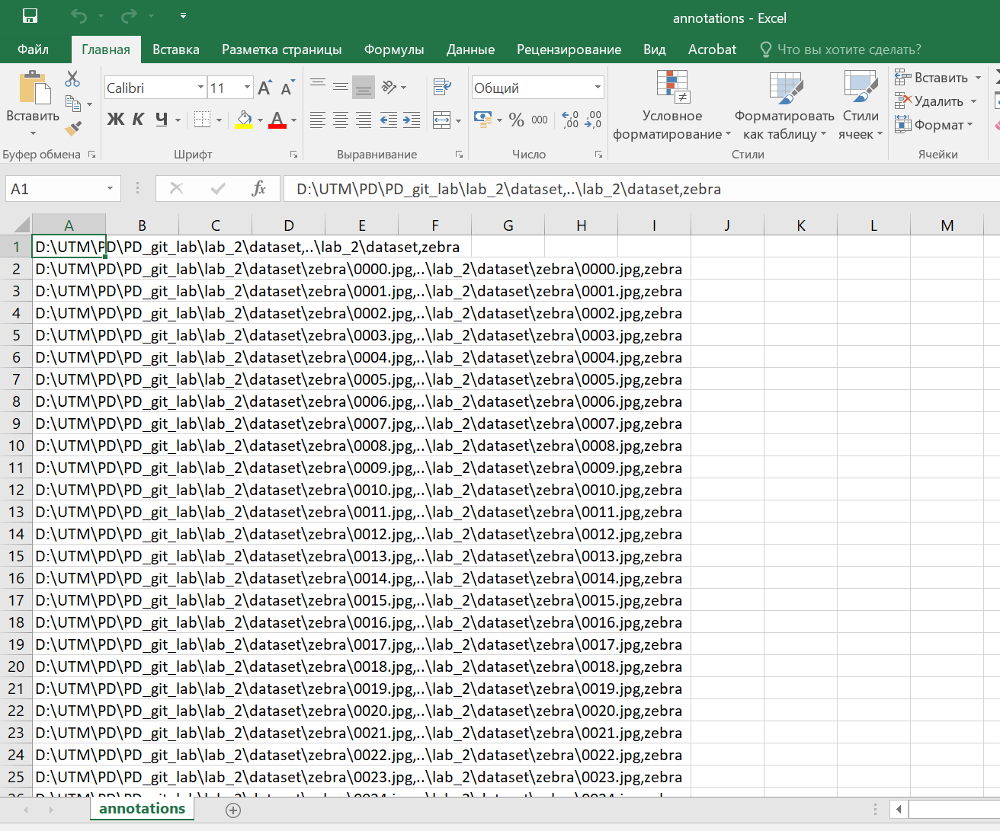 annotations - Excel
Файл Главная Вставка Разметка страницы Формулы Данные Рецензирование Вид Acrobat Что вы хотите сделать?
Вставить
Буфер обмена
Calibri 11
Ж К Ч
Шрифт
Выравнивание
Общий
% 000 ,0 ,00 ,00 ,0
Число
Условное форматирование
Форматировать как таблицу
Стили ячеек
Стили
Вставить
Удалить
Формат
Ячейки
A1 fx D:\UTM\PD\PD_git_lab\lab_2\dataset,..\lab_2\dataset,zebra
A B C D E F G H I J K L M
1 D:\UTM\PD\PD_git_lab\lab_2\dataset,..\lab_2\dataset,zebra
2 D:\UTM\PD\PD_git_lab\lab_2\dataset\zebra\0000.jpg,..\lab_2\dataset\zebra\0000.jpg,zebra
3 D:\UTM\PD\PD_git_lab\lab_2\dataset\zebra\0001.jpg,..\lab_2\dataset\zebra\0001.jpg,zebra
4 D:\UTM\PD\PD_git_lab\lab_2\dataset\zebra\0002.jpg,..\lab_2\dataset\zebra\0002.jpg,zebra
5 D:\UTM\PD\PD_git_lab\lab_2\dataset\zebra\0003.jpg,..\lab_2\dataset\zebra\0003.jpg,zebra
6 D:\UTM\PD\PD_git_lab\lab_2\dataset\zebra\0004.jpg,..\lab_2\dataset\zebra\0004.jpg,zebra
7 D:\UTM\PD\PD_git_lab\lab_2\dataset\zebra\0005.jpg,..\lab_2\dataset\zebra\0005.jpg,zebra
8 D:\UTM\PD\PD_git_lab\lab_2\dataset\zebra\0006.jpg,..\lab_2\dataset\zebra\0006.jpg,zebra
9 D:\UTM\PD\PD_git_lab\lab_2\dataset\zebra\0007.jpg,..\lab_2\dataset\zebra\0007.jpg,zebra
10 D:\UTM\PD\PD_git_lab\lab_2\dataset\zebra\0008.jpg,..\lab_2\dataset\zebra\0008.jpg,zebra
11 D:\UTM\PD\PD_git_lab\lab_2\dataset\zebra\0009.jpg,..\lab_2\dataset\zebra\0009.jpg,zebra
12 D:\UTM\PD\PD_git_lab\lab_2\dataset\zebra\0010.jpg,..\lab_2\dataset\zebra\0010.jpg,zebra
13 D:\UTM\PD\PD_git_lab\lab_2\dataset\zebra\0011.jpg,..\lab_2\dataset\zebra\0011.jpg,zebra
14 D:\UTM\PD\PD_git_lab\lab_2\dataset\zebra\0012.jpg,..\lab_2\dataset\zebra\0012.jpg,zebra
15 D:\UTM\PD\PD_git_lab\lab_2\dataset\zebra\0013.jpg,..\lab_2\dataset\zebra\0013.jpg,zebra
16 D:\UTM\PD\PD_git_lab\lab_2\dataset\zebra\0014.jpg,..\lab_2\dataset\zebra\0014.jpg,zebra
17 D:\UTM\PD\PD_git_lab\lab_2\dataset\zebra\0015.jpg,..\lab_2\dataset\zebra\0015.jpg,zebra
18 D:\UTM\PD\PD_git_lab\lab_2\dataset\zebra\0016.jpg,..\lab_2\dataset\zebra\0016.jpg,zebra
19 D:\UTM\PD\PD_git_lab\lab_2\dataset\zebra\0017.jpg,..\lab_2\dataset\zebra\0017.jpg,zebra
20 D:\UTM\PD\PD_git_lab\lab_2\dataset\zebra\0018.jpg,..\lab_2\dataset\zebra\0018.jpg,zebra
21 D:\UTM\PD\PD_git_lab\lab_2\dataset\zebra\0019.jpg,..\lab_2\dataset\zebra\0019.jpg,zebra
22 D:\UTM\PD\PD_git_lab\lab_2\dataset\zebra\0020.jpg,..\lab_2\dataset\zebra\0020.jpg,zebra
23 D:\UTM\PD\PD_git_lab\lab_2\dataset\zebra\0021.jpg,..\lab_2\dataset\zebra\0021.jpg,zebra
24 D:\UTM\PD\PD_git_lab\lab_2\dataset\zebra\0022.jpg,..\lab_2\dataset\zebra\0022.jpg,zebra
25 D:\UTM\PD\PD_git_lab\lab_2\dataset\zebra\0023.jpg,..\lab_2\dataset\zebra\0023.jpg,zebra
annotations